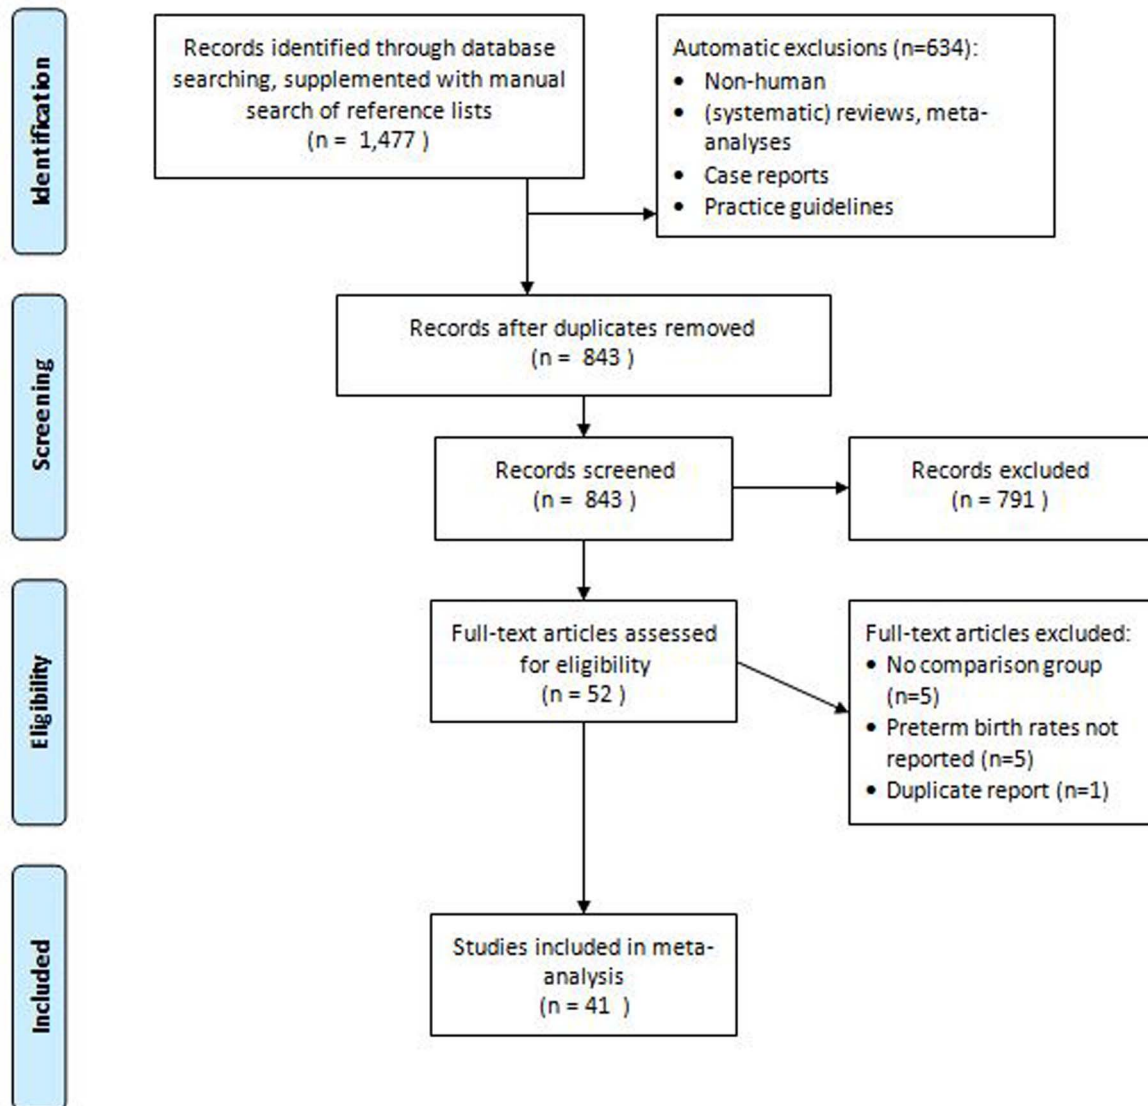 Identification
Records identified through database
searching, supplemented with manual
search of reference lists
(n = 1,477 )
Automatic exclusions (n=634):
• Non-human
• (systematic) reviews, meta-
analyses
• Case reports
• Practice guidelines
Screening
Records after duplicates removed
(n = 843 )
Records screened
(n = 843 )
Records excluded
(n = 791 )
Eligibility
Full-text articles assessed
for eligibility
(n = 52 )
Full-text articles excluded:
• No comparison group
(n=5)
• Preterm birth rates not
reported (n=5)
• Duplicate report (n=1)
Included
Studies included in meta-
analysis
(n = 41 )